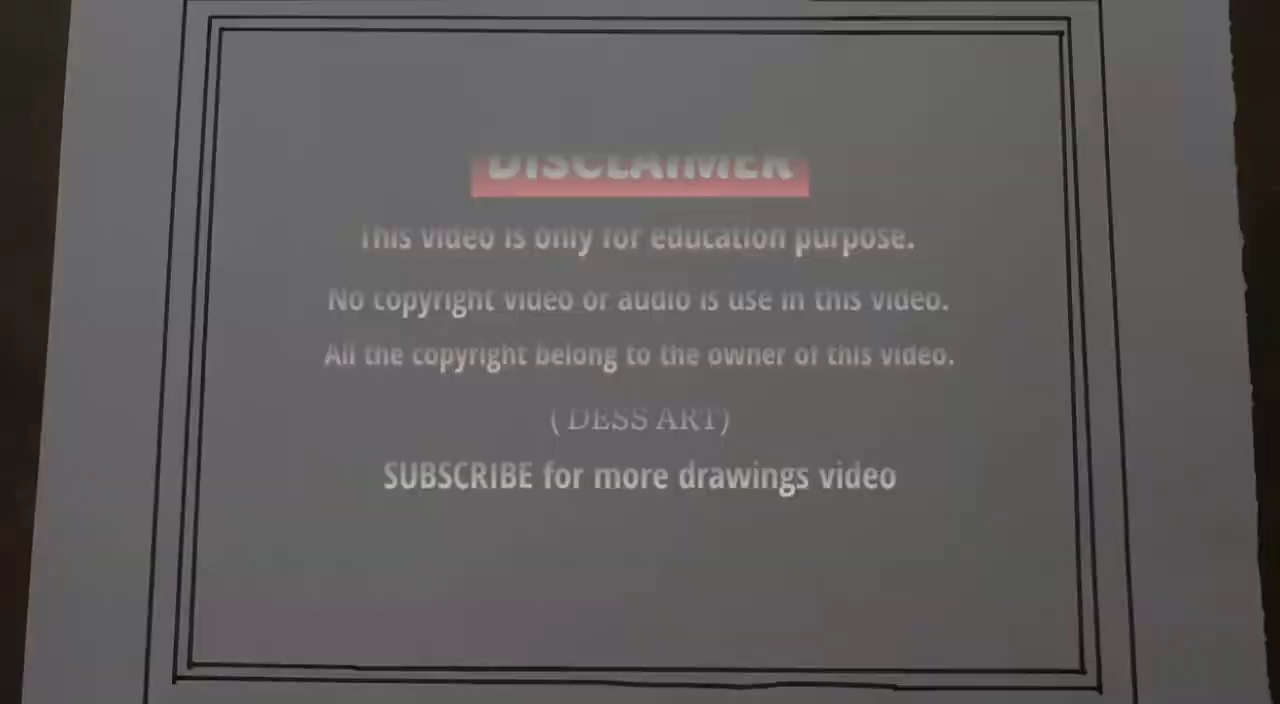 DISCLAIMER
This video is only for education purpose.
No copyright video or audio is use in this video.
All the copyright belong to the owner of this video.
( DESS ART)
SUBSCRIBE for more drawings video